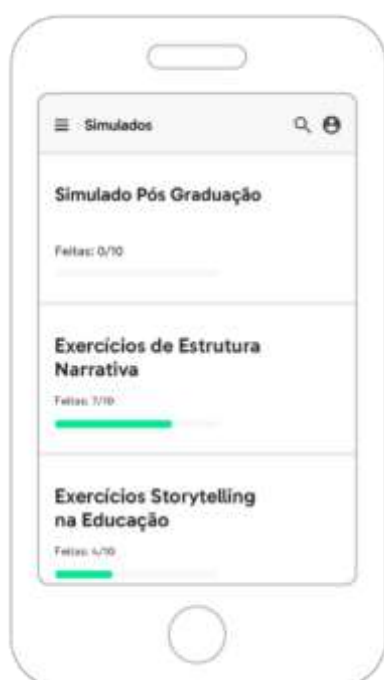 Simulados
Simulado Pós Graduação
Feitas: 0/10
Exercícios de Estrutura
Narrativa
Feitas: 7/10
Exercícios Storytelling
na Educação
Feitas: 4/10